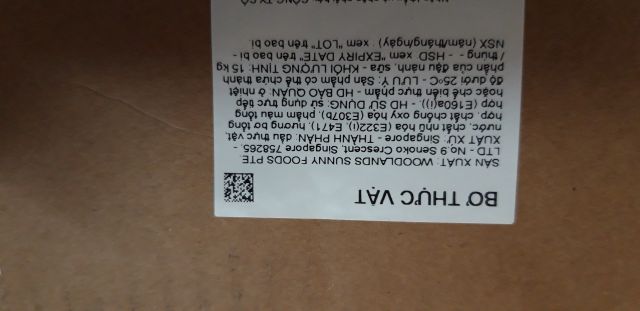 BƠ THỰC VẬT
SẢN XUẤT: WOODLANDS SUNNY FOODS PTE.
LTD - No 9 Senoko Crescent, Singapore 758265. -
XUẤT XỨ: Singapore - THÀNH PHẦN: dầu thực vật,
nước, chất nhũ hóa (E322(i), E471), hương bơ tổng
hợp, chất chống oxy hóa (E307b), phẩm màu tổng
hợp (E160a(i)). - HD SỬ DỤNG: sử dụng trực tiếp
hoặc chế biến thực phẩm - HD BẢO QUẢN: ở nhiệt
độ dưới 25ºC - LƯU Ý: Sản phẩm có thể chứa thành
phần của đậu nành, sữa - KHỐI LƯỢNG TỊNH: 15 kg
/ thùng - - HSD: xem "EXPIRY DATE" trên bao bì -
NSX (năm/tháng/ngày) : xem "LOT" trên bao bì